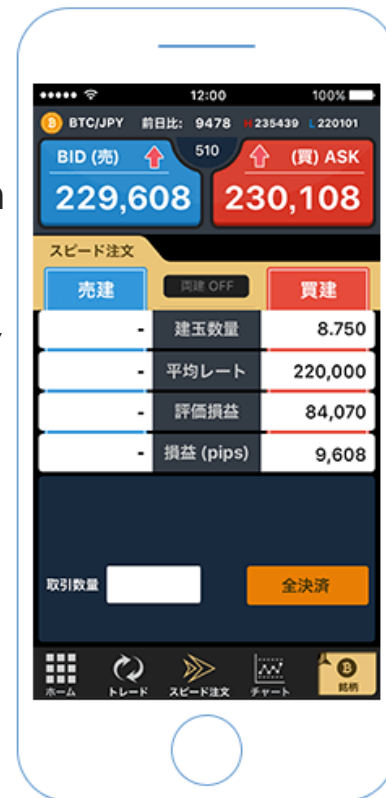 12:00 100%
BTC/JPY 前日比: 9478 H 235439 L 220101
BID (売) 510 (買) ASK
229,608 230,108
スピード注文
売建 両建 OFF 買建
- 建玉数量 8.750
- 平均レート 220,000
- 評価損益 84,070
- 損益 (pips) 9,608
取引数量 全決済
ホーム トレード スピード注文 チャート 銘柄